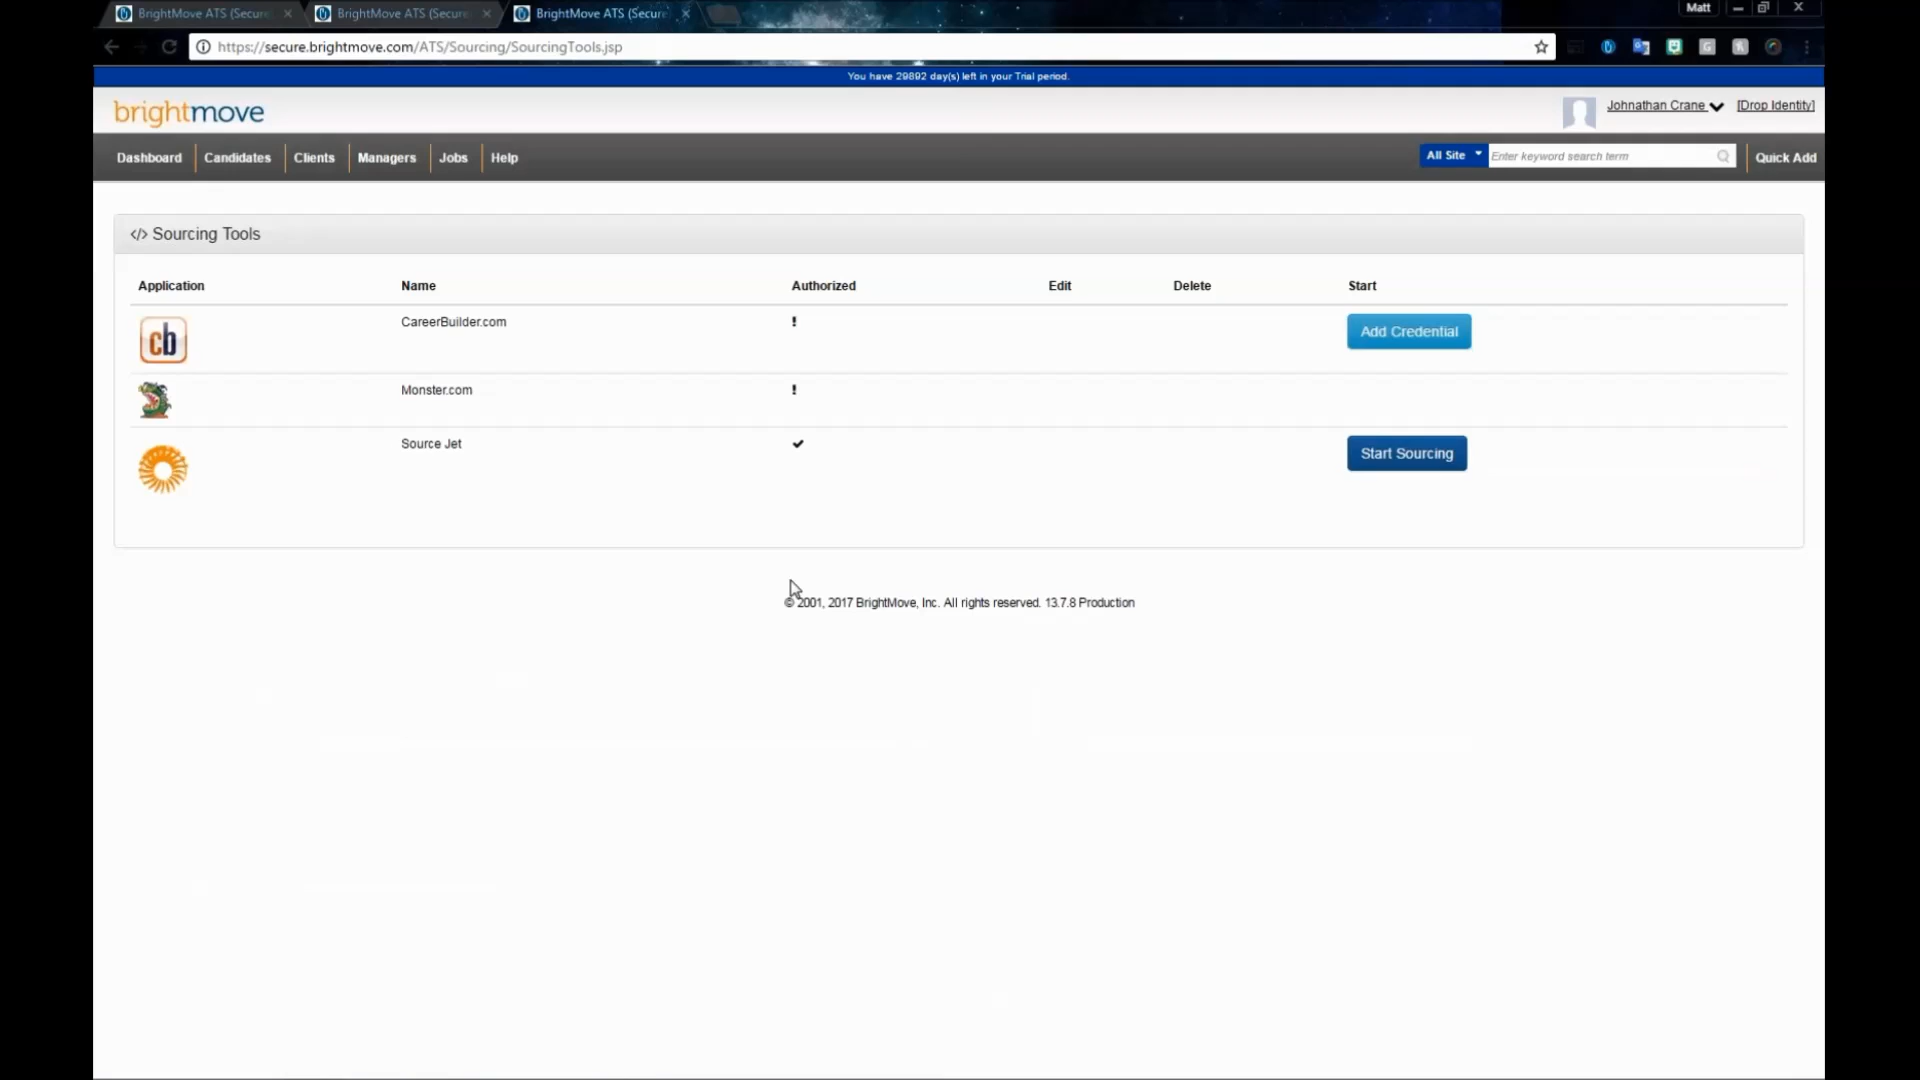 BrightMove ATS (Secure BrightMove ATS (Secure BrightMove ATS (Secure Matt
https://secure.brightmove.com/ATS/Sourcing/SourcingTools.jsp
You have 29892 day(s) left in your Trial period.
brightmove Johnathan Crane [Drop Identity]
Dashboard Candidates Clients Managers Jobs Help All Site Enter keyword search term Quick Add
</> Sourcing Tools
Application Name Authorized Edit Delete Start
cb CareerBuilder.com ! Add Credential
Monster.com !
Source Jet Start Sourcing
© 2001, 2017 BrightMove, Inc. All rights reserved. 13.7.8 Production